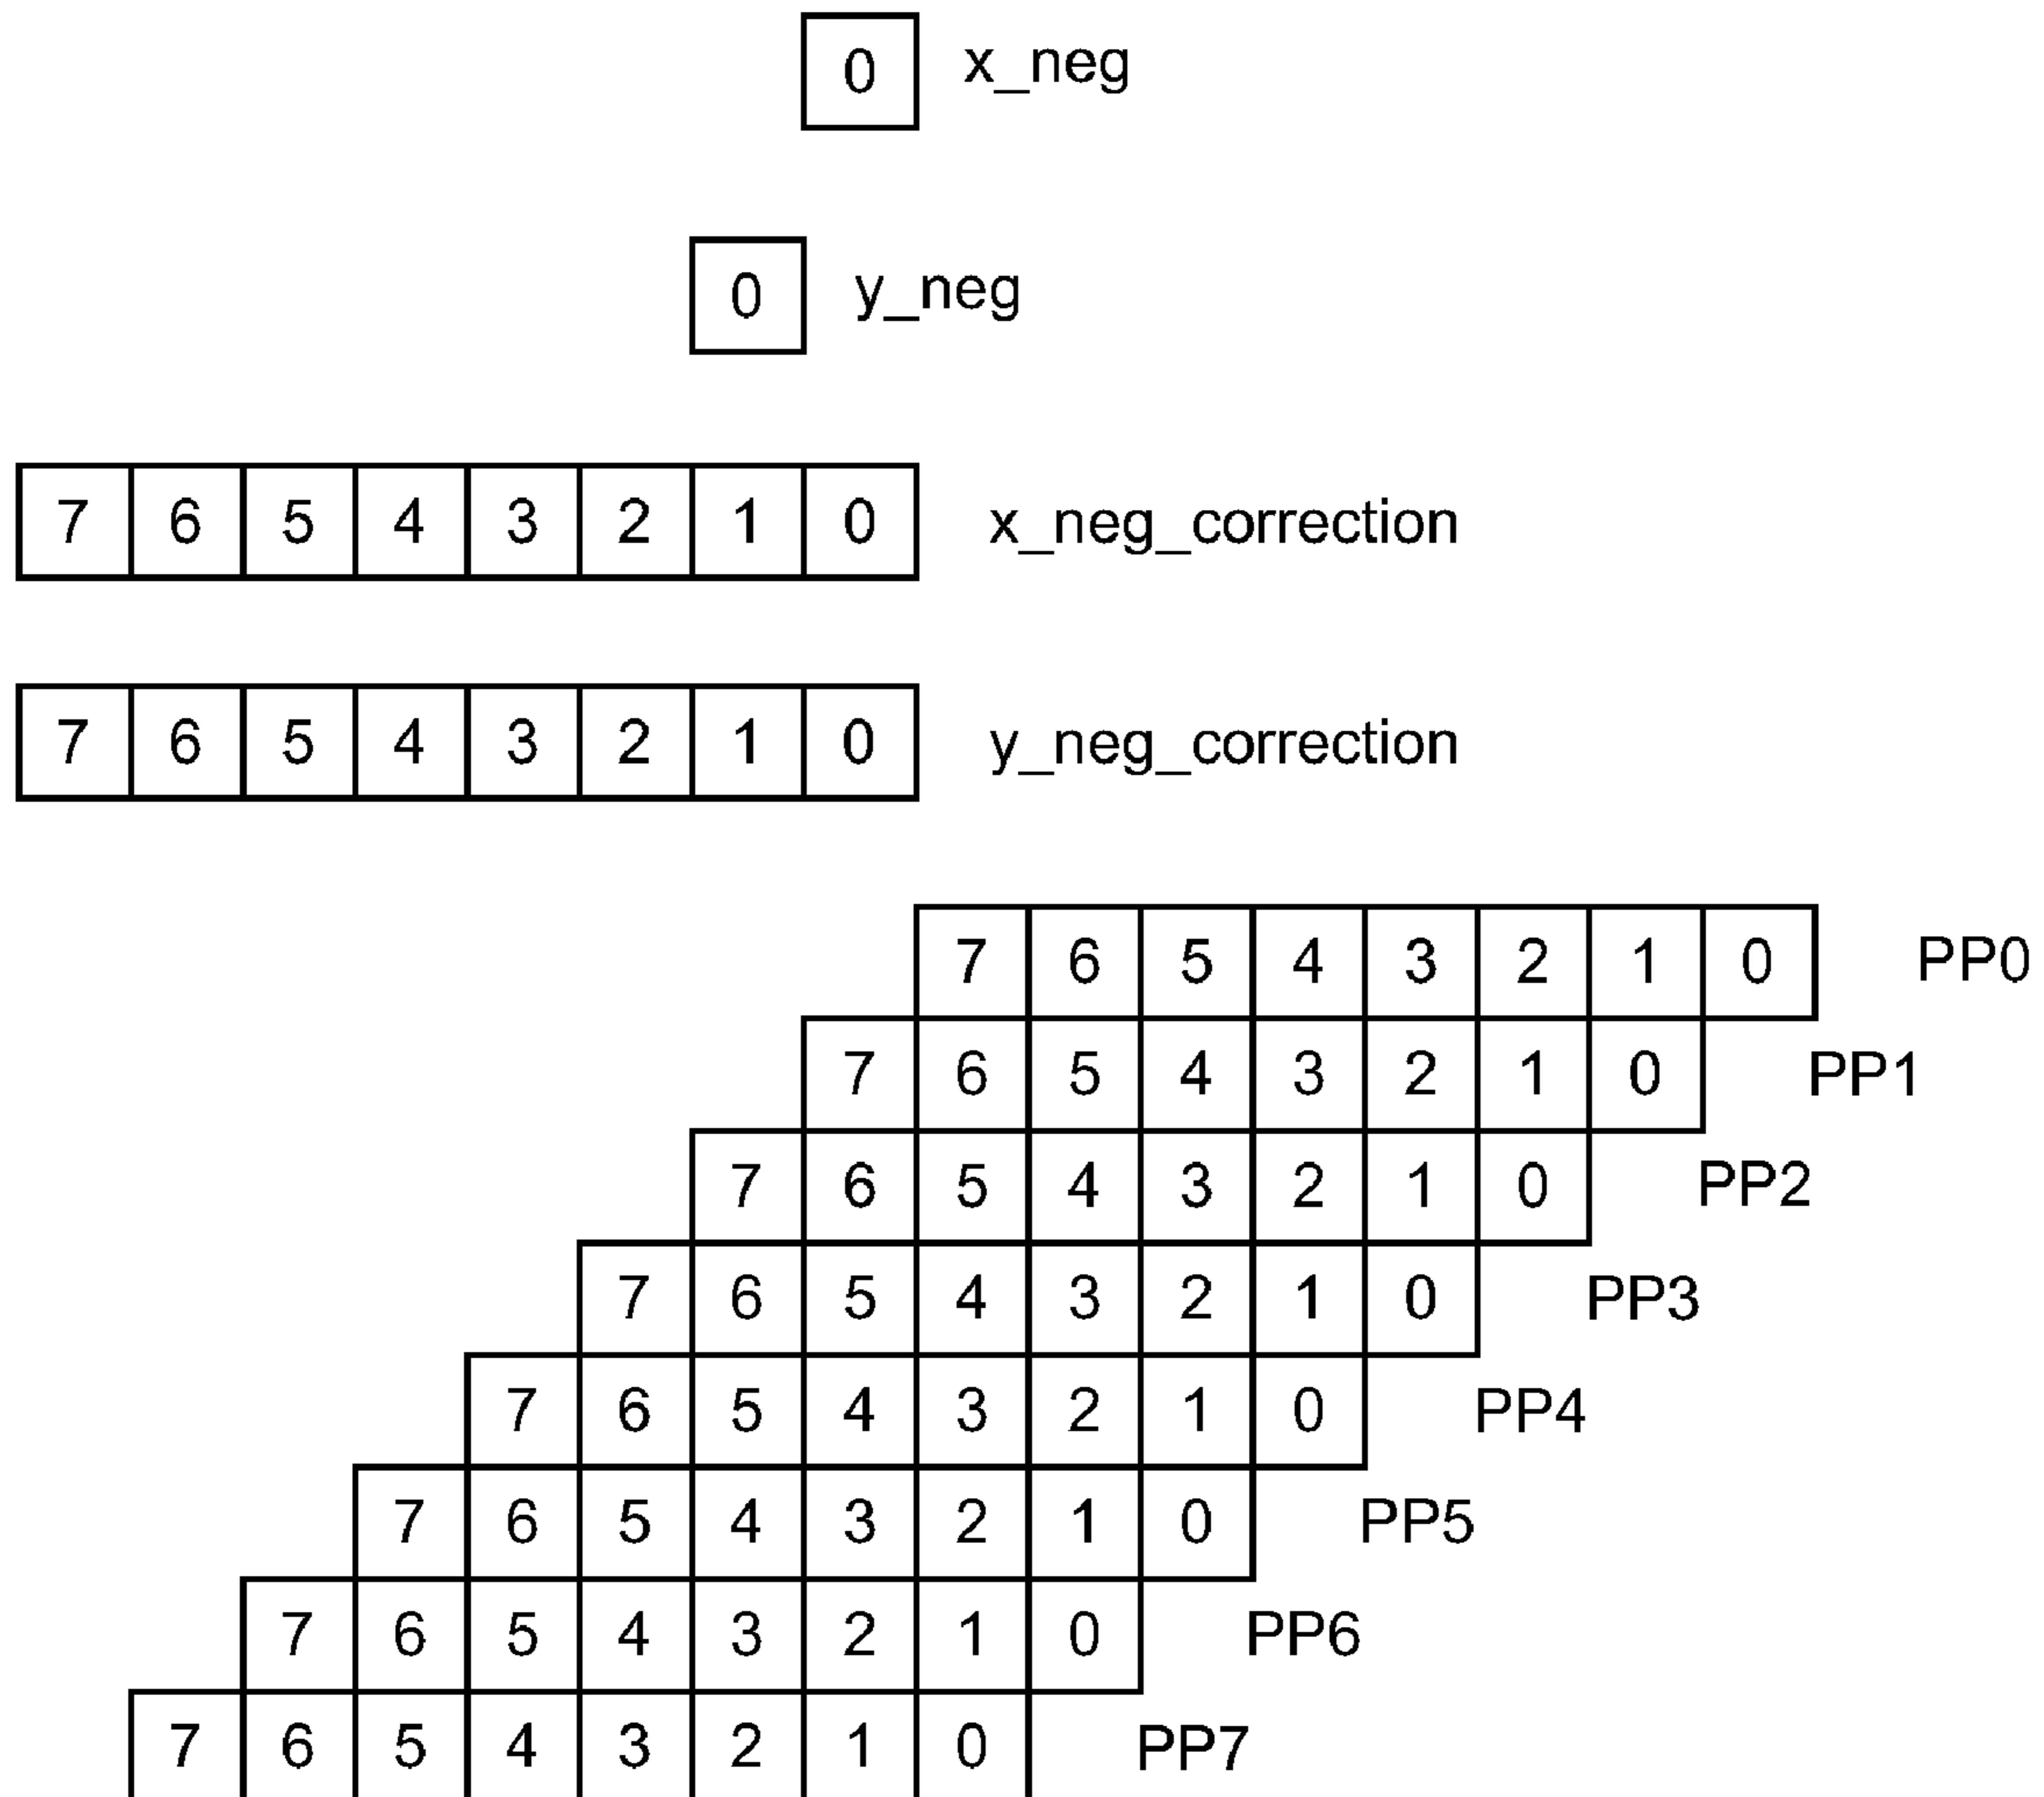 0 x_neg
0 y_neg
7 6 5 4 3 2 1 0 x_neg_correction
7 6 5 4 3 2 1 0 y_neg_correction
7 6 5 4 3 2 1 0 PP0
7 6 5 4 3 2 1 0 PP1
7 6 5 4 3 2 1 0 PP2
7 6 5 4 3 2 1 0 PP3
7 6 5 4 3 2 1 0 PP4
7 6 5 4 3 2 1 0 PP5
7 6 5 4 3 2 1 0 PP6
7 6 5 4 3 2 1 0 PP7